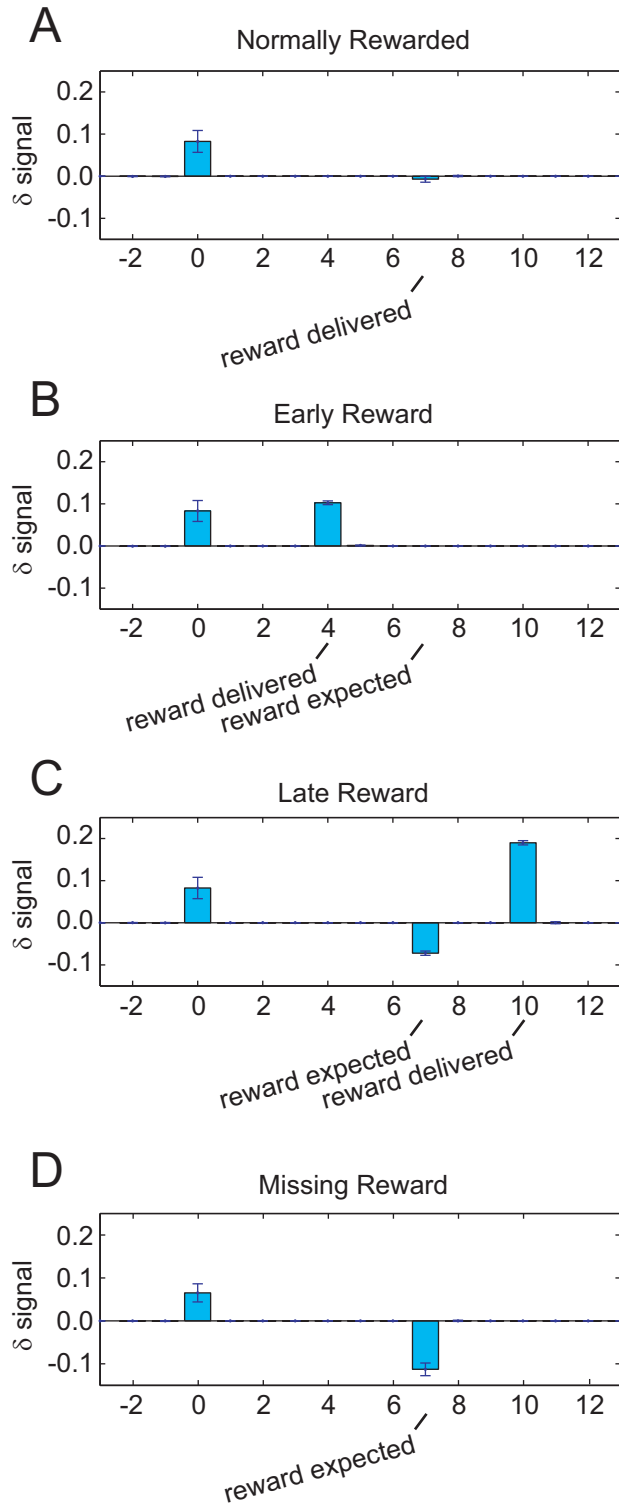 A
Normally Rewarded
δ signal
0.2
0.1
0.0
-0.1
-2 0 2 4 6 8 10 12
reward delivered
B
Early Reward
δ signal
0.2
0.1
0.0
-0.1
-2 0 2 4 6 8 10 12
reward delivered
reward expected
C
Late Reward
δ signal
0.2
0.1
0.0
-0.1
-2 0 2 4 6 8 10 12
reward expected
reward delivered
D
Missing Reward
δ signal
0.2
0.1
0.0
-0.1
-2 0 2 4 6 8 10 12
reward expected